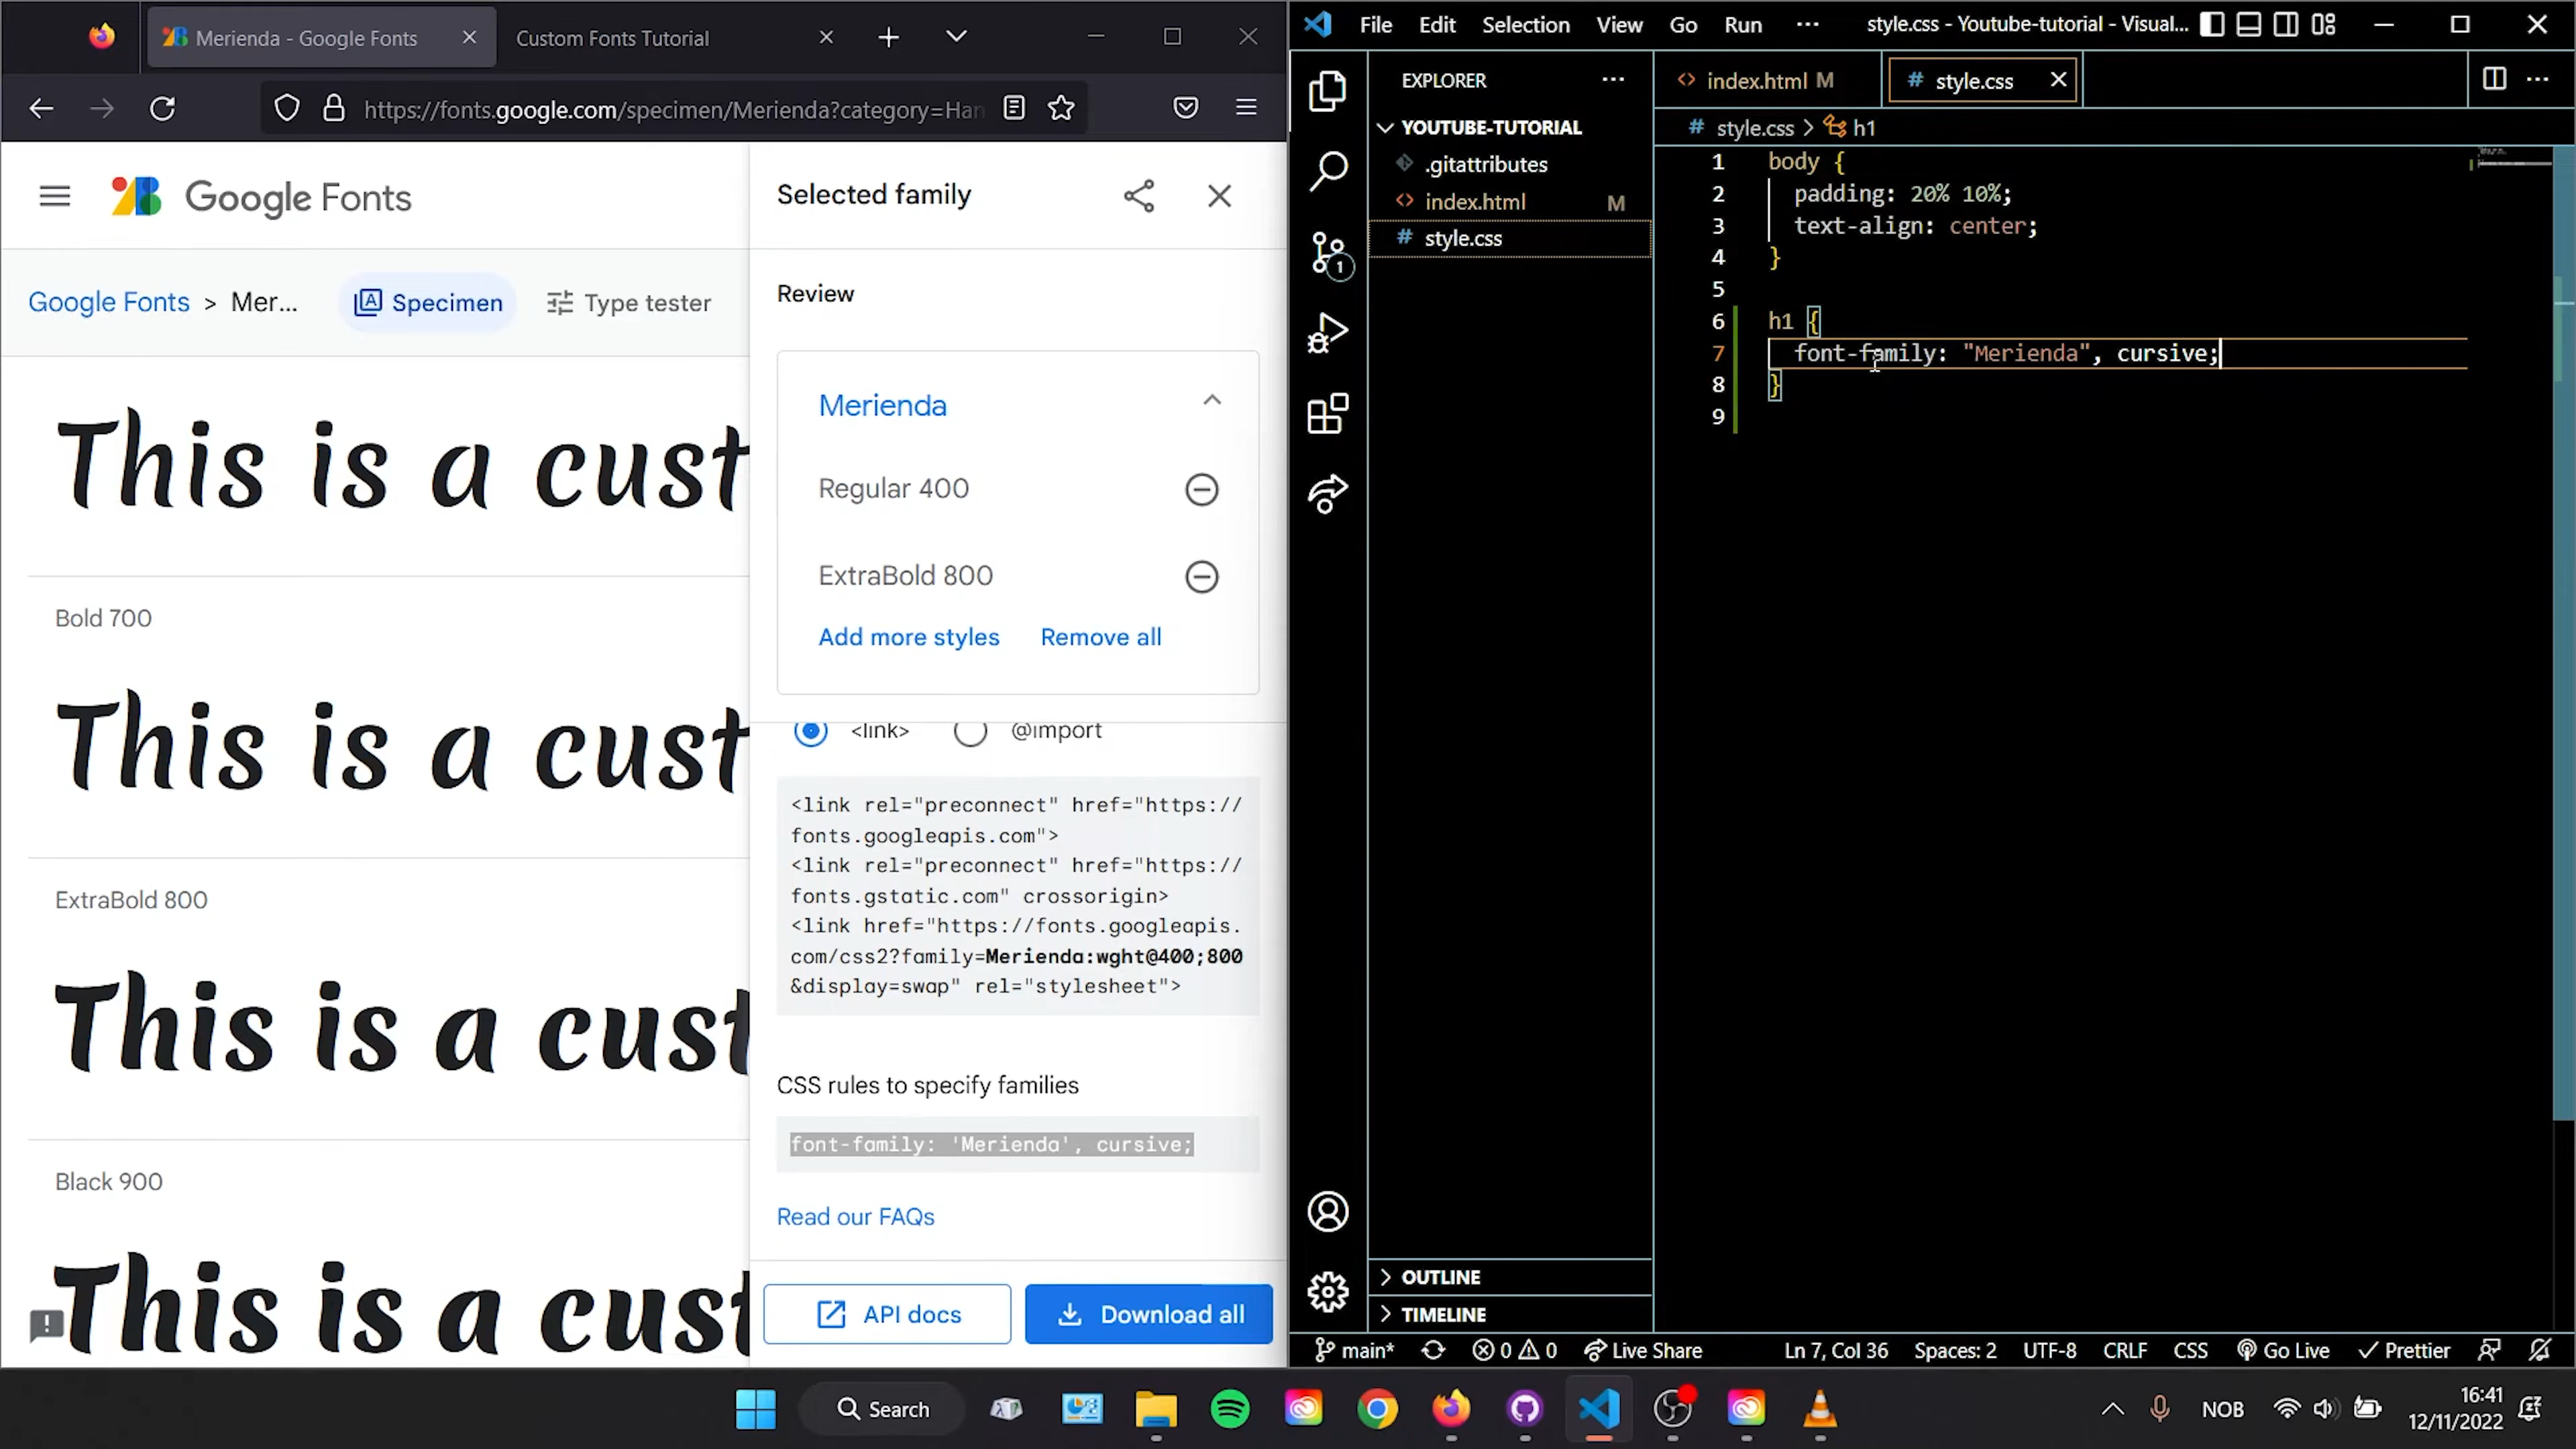 Merienda - Google Fonts
Custom Fonts Tutorial
https://fonts.google.com/specimen/Merienda?category=Han
Google Fonts
Google Fonts > Mer...
Specimen
Type tester
This is a cust
Bold 700
This is a cust
ExtraBold 800
This is a cust
Black 900
This is a cust
Selected family
Review
Merienda
Regular 400
ExtraBold 800
Add more styles
Remove all
<link>
@import
<link rel="preconnect" href="https://
fonts.googleapis.com">
<link rel="preconnect" href="https://
fonts.gstatic.com" crossorigin>
<link href="https://fonts.googleapis.
com/css2?family=Merienda:wght@400;800
&display=swap" rel="stylesheet">
CSS rules to specify families
font-family: 'Merienda', cursive;
Read our FAQs
API docs
Download all
File Edit Selection View Go Run ···
style.css - Youtube-tutorial - Visual...
EXPLORER
YOUTUBE-TUTORIAL
.gitattributes
index.html M
style.css
OUTLINE
TIMELINE
1
index.html M
style.css
style.css > h1
1 body {
2 padding: 20% 10%;
3 text-align: center;
4 }
5
6 h1 {
7 font-family: "Merienda", cursive;
8 }
9
main* 0 0 Live Share Ln 7, Col 36 Spaces: 2 UTF-8 CRLF CSS Go Live Prettier
Search
NOB
16:41
12/11/2022